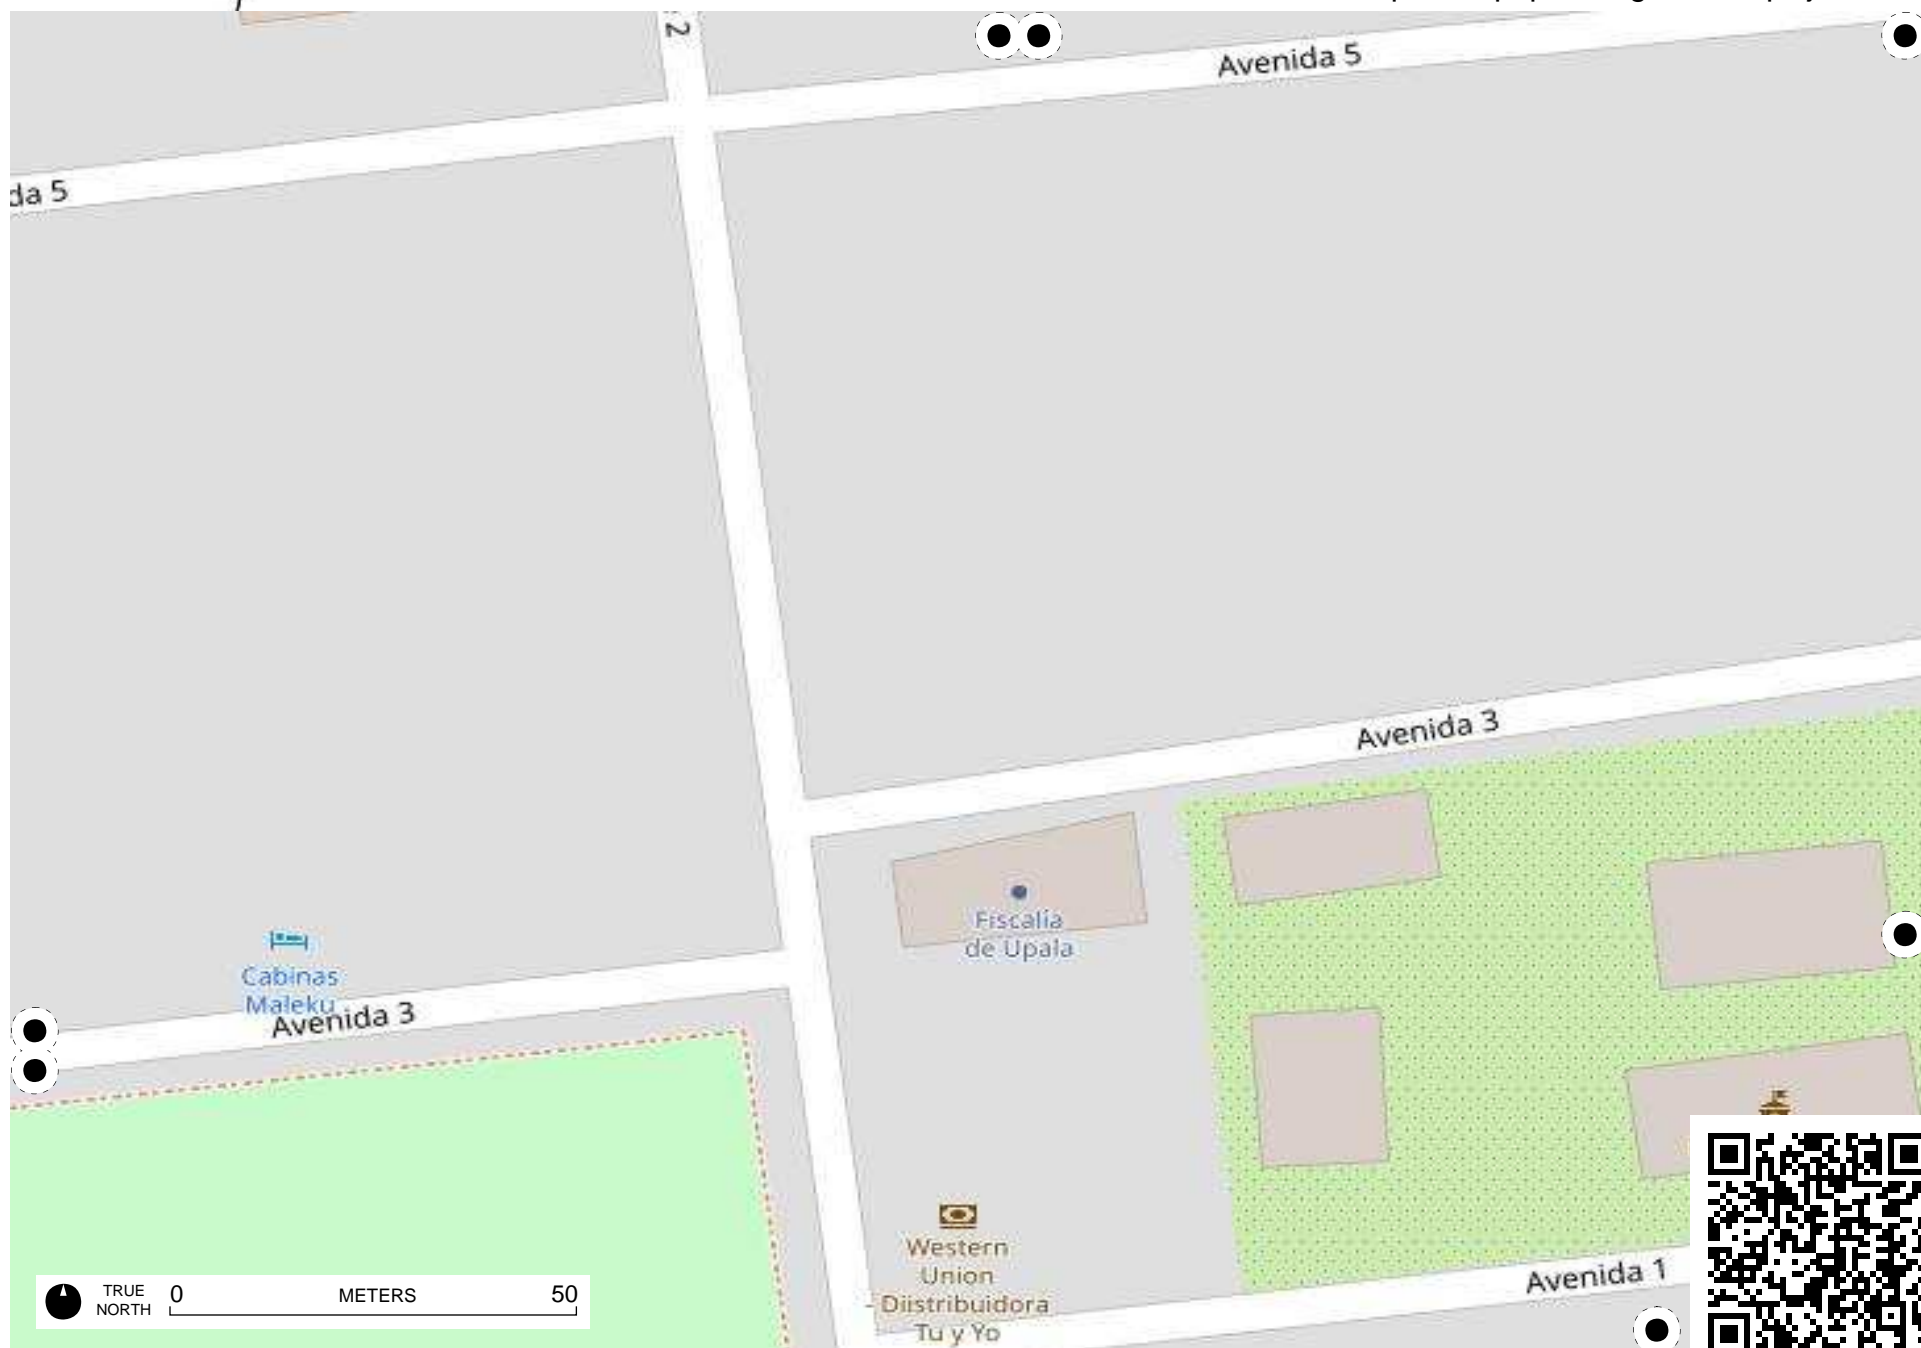 2
Avenida 5
da 5
Avenida 3
Fiscalía
de Upala
Cabinas
Maleku
Avenida 3
Western
Union
- Diistribuidora
Tu y Yo
Avenida 1
TRUE
NORTH
0 METERS 50